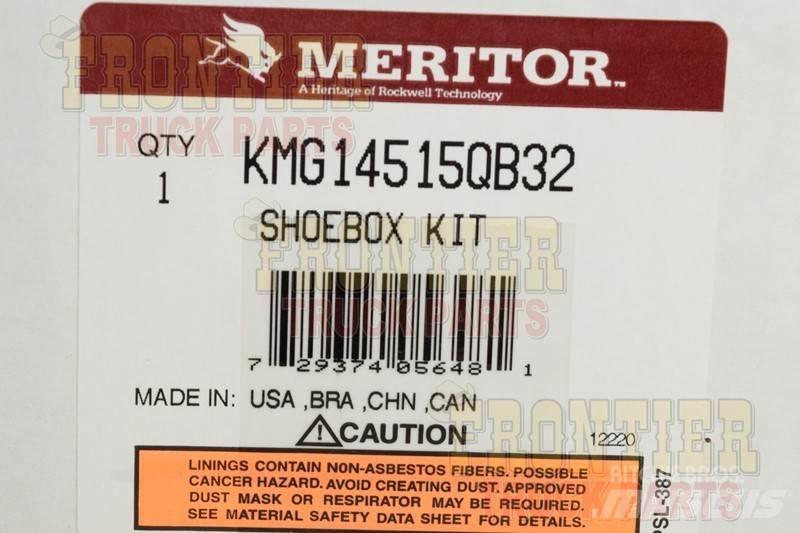 MERITOR™
A Heritage of Rockwell Technology
QTY
1
KMG14515QB32
SHOEBOX KIT
7 29374 05648 1
MADE IN: USA ,BRA ,CHN ,CAN
⚠CAUTION
12220
LININGS CONTAIN NON-ASBESTOS FIBERS. POSSIBLE
CANCER HAZARD. AVOID CREATING DUST. APPROVED
DUST MASK OR RESPIRATOR MAY BE REQUIRED.
SEE MATERIAL SAFETY DATA SHEET FOR DETAILS.
PSL-387
FRONTIER
TRUCK PARTS
FRONTIER
TRUCK PARTS
FRONTIER
TRUCK PARTS